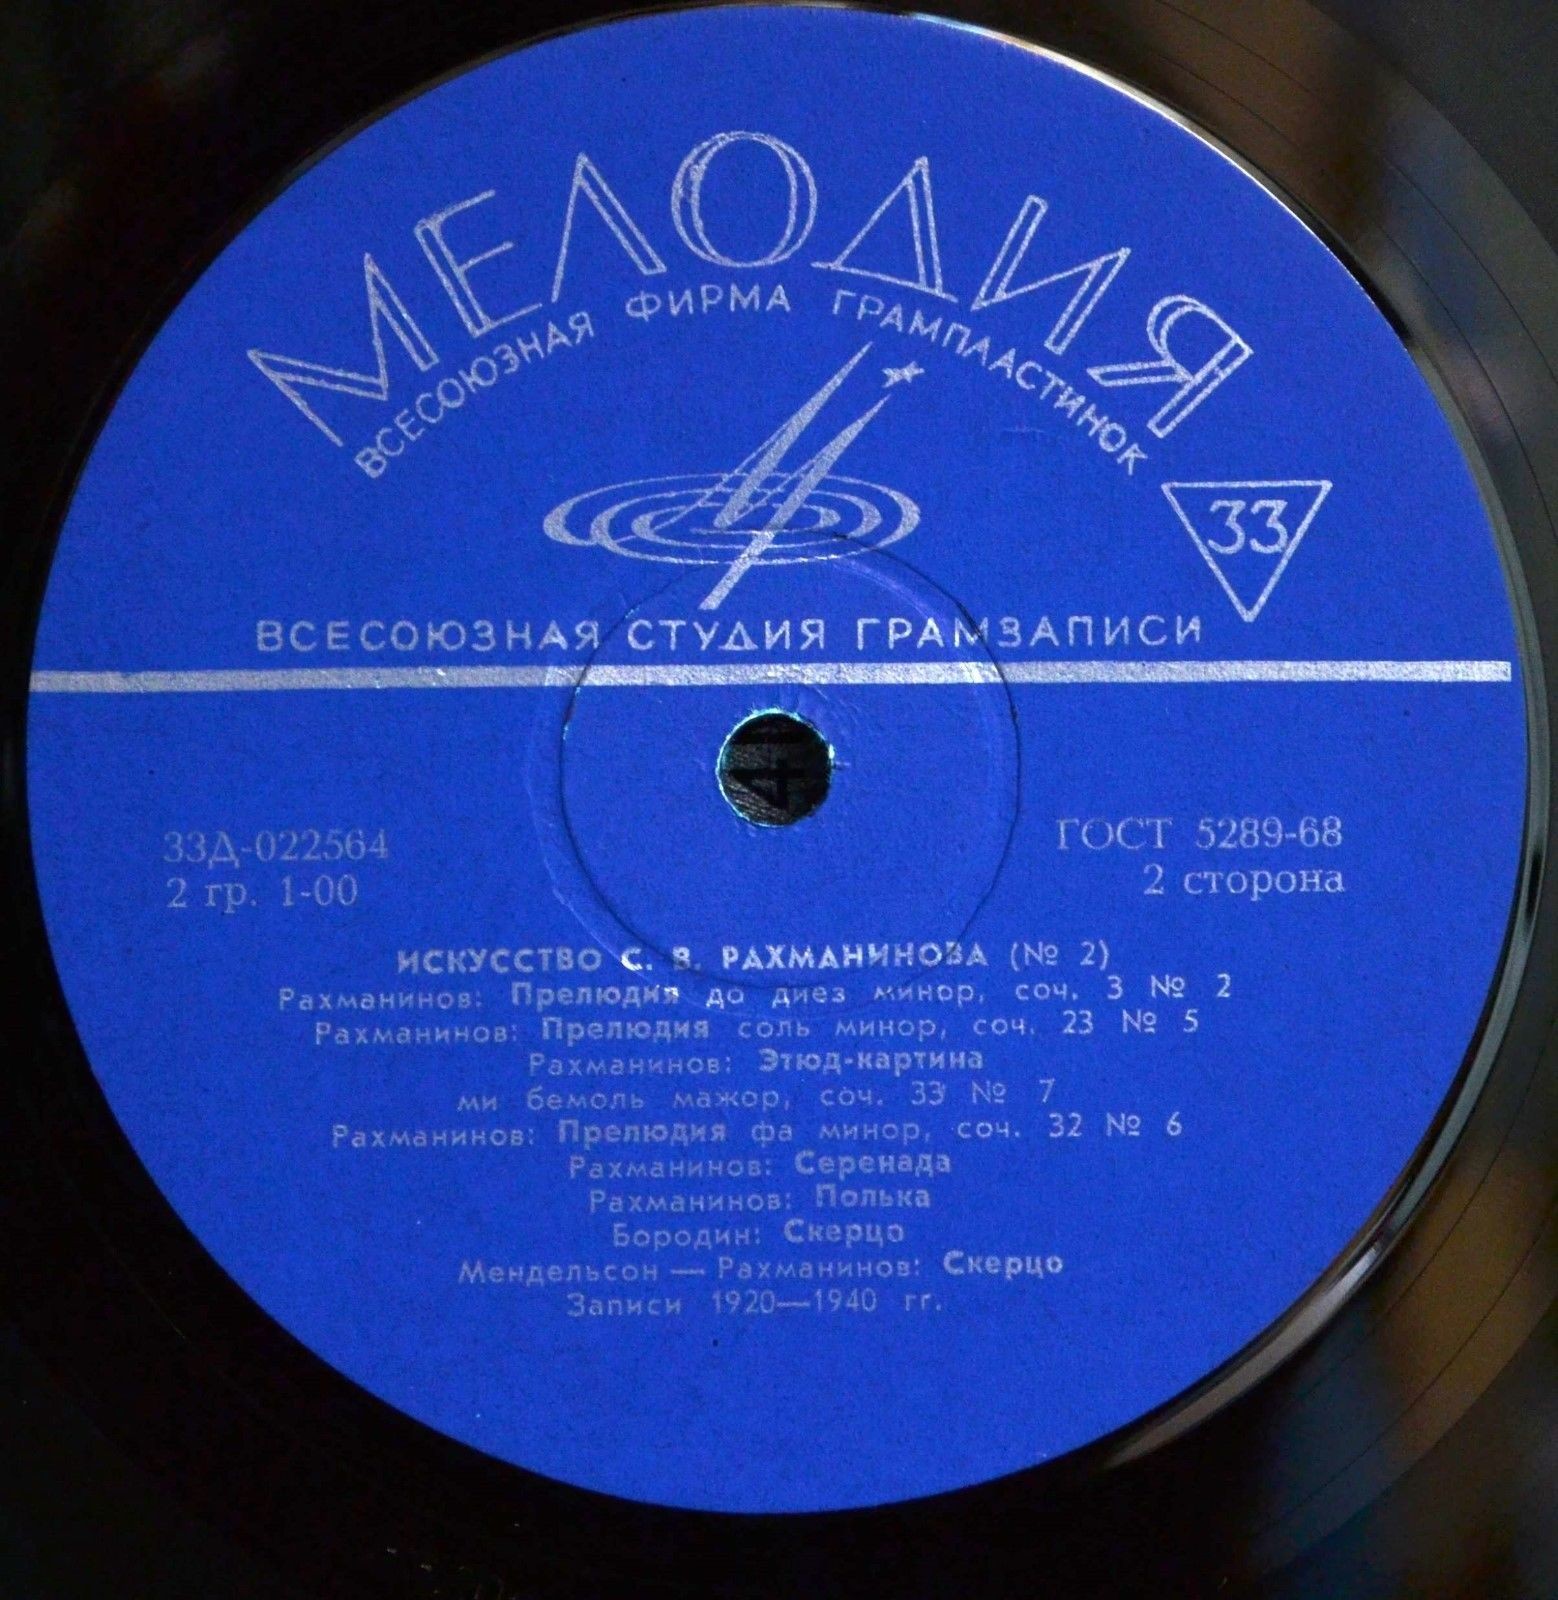 МЕЛОДИЯ
ВСЕСОЮЗНАЯ ФИРМА ГРАМПЛАСТИНОК
33
ВСЕСОЮЗНАЯ СТУДИЯ ГРАМЗАПИСИ
33Д-022564
2 гр. 1-00
ГОСТ 5289-68
2 сторона
ИСКУССТВО С. В. РАХМАНИНОВА (№ 2)
Рахманинов: Прелюдия до диез минор, соч. 3 № 2
Рахманинов: Прелюдия соль минор, соч. 23 № 5
Рахманинов: Этюд-картина
ми бемоль мажор, соч. 33 № 7
Рахманинов: Прелюдия фа минор, соч. 32 № 6
Рахманинов: Серенада
Рахманинов: Полька
Бородин: Скерцо
Мендельсон — Рахманинов: Скерцо
Записи 1920—1940 гг.